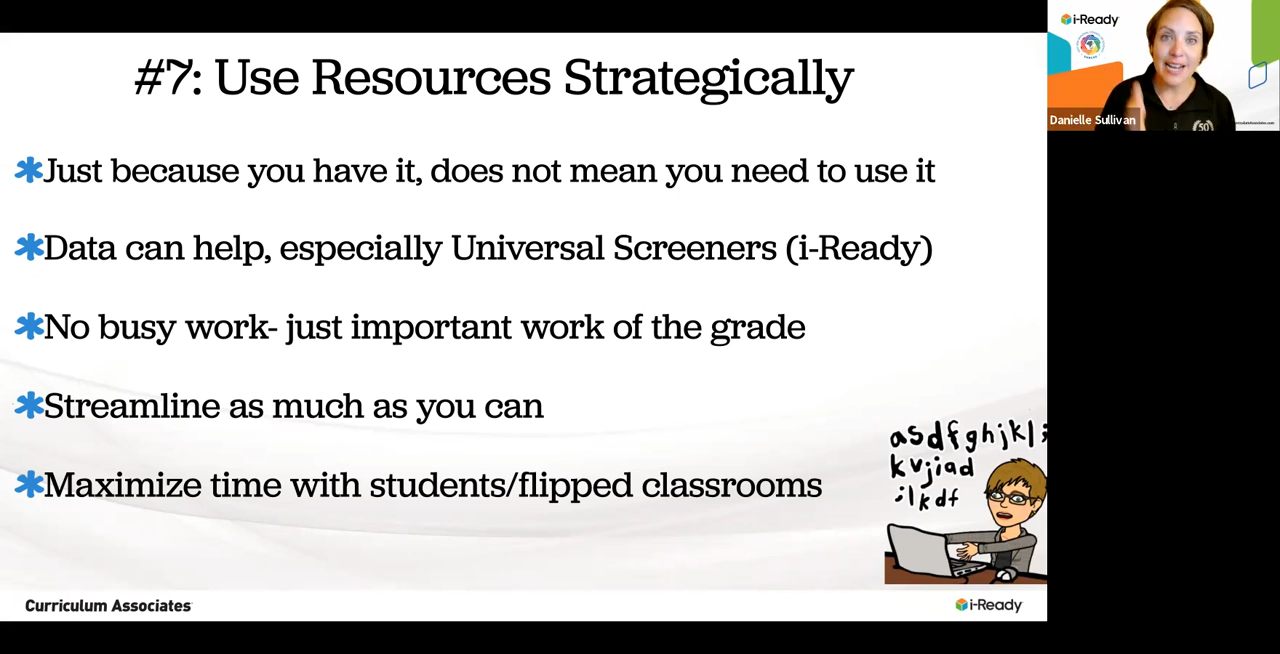 #7: Use Resources Strategically
*Just because you have it, does not mean you need to use it
*Data can help, especially Universal Screeners (i-Ready)
*No busy work- just important work of the grade
*Streamline as much as you can
*Maximize time with students/flipped classrooms
asdfghjkl;
kvjiad
;lkdf
Curriculum Associates
i-Ready
i-Ready
50
Danielle Sullivan